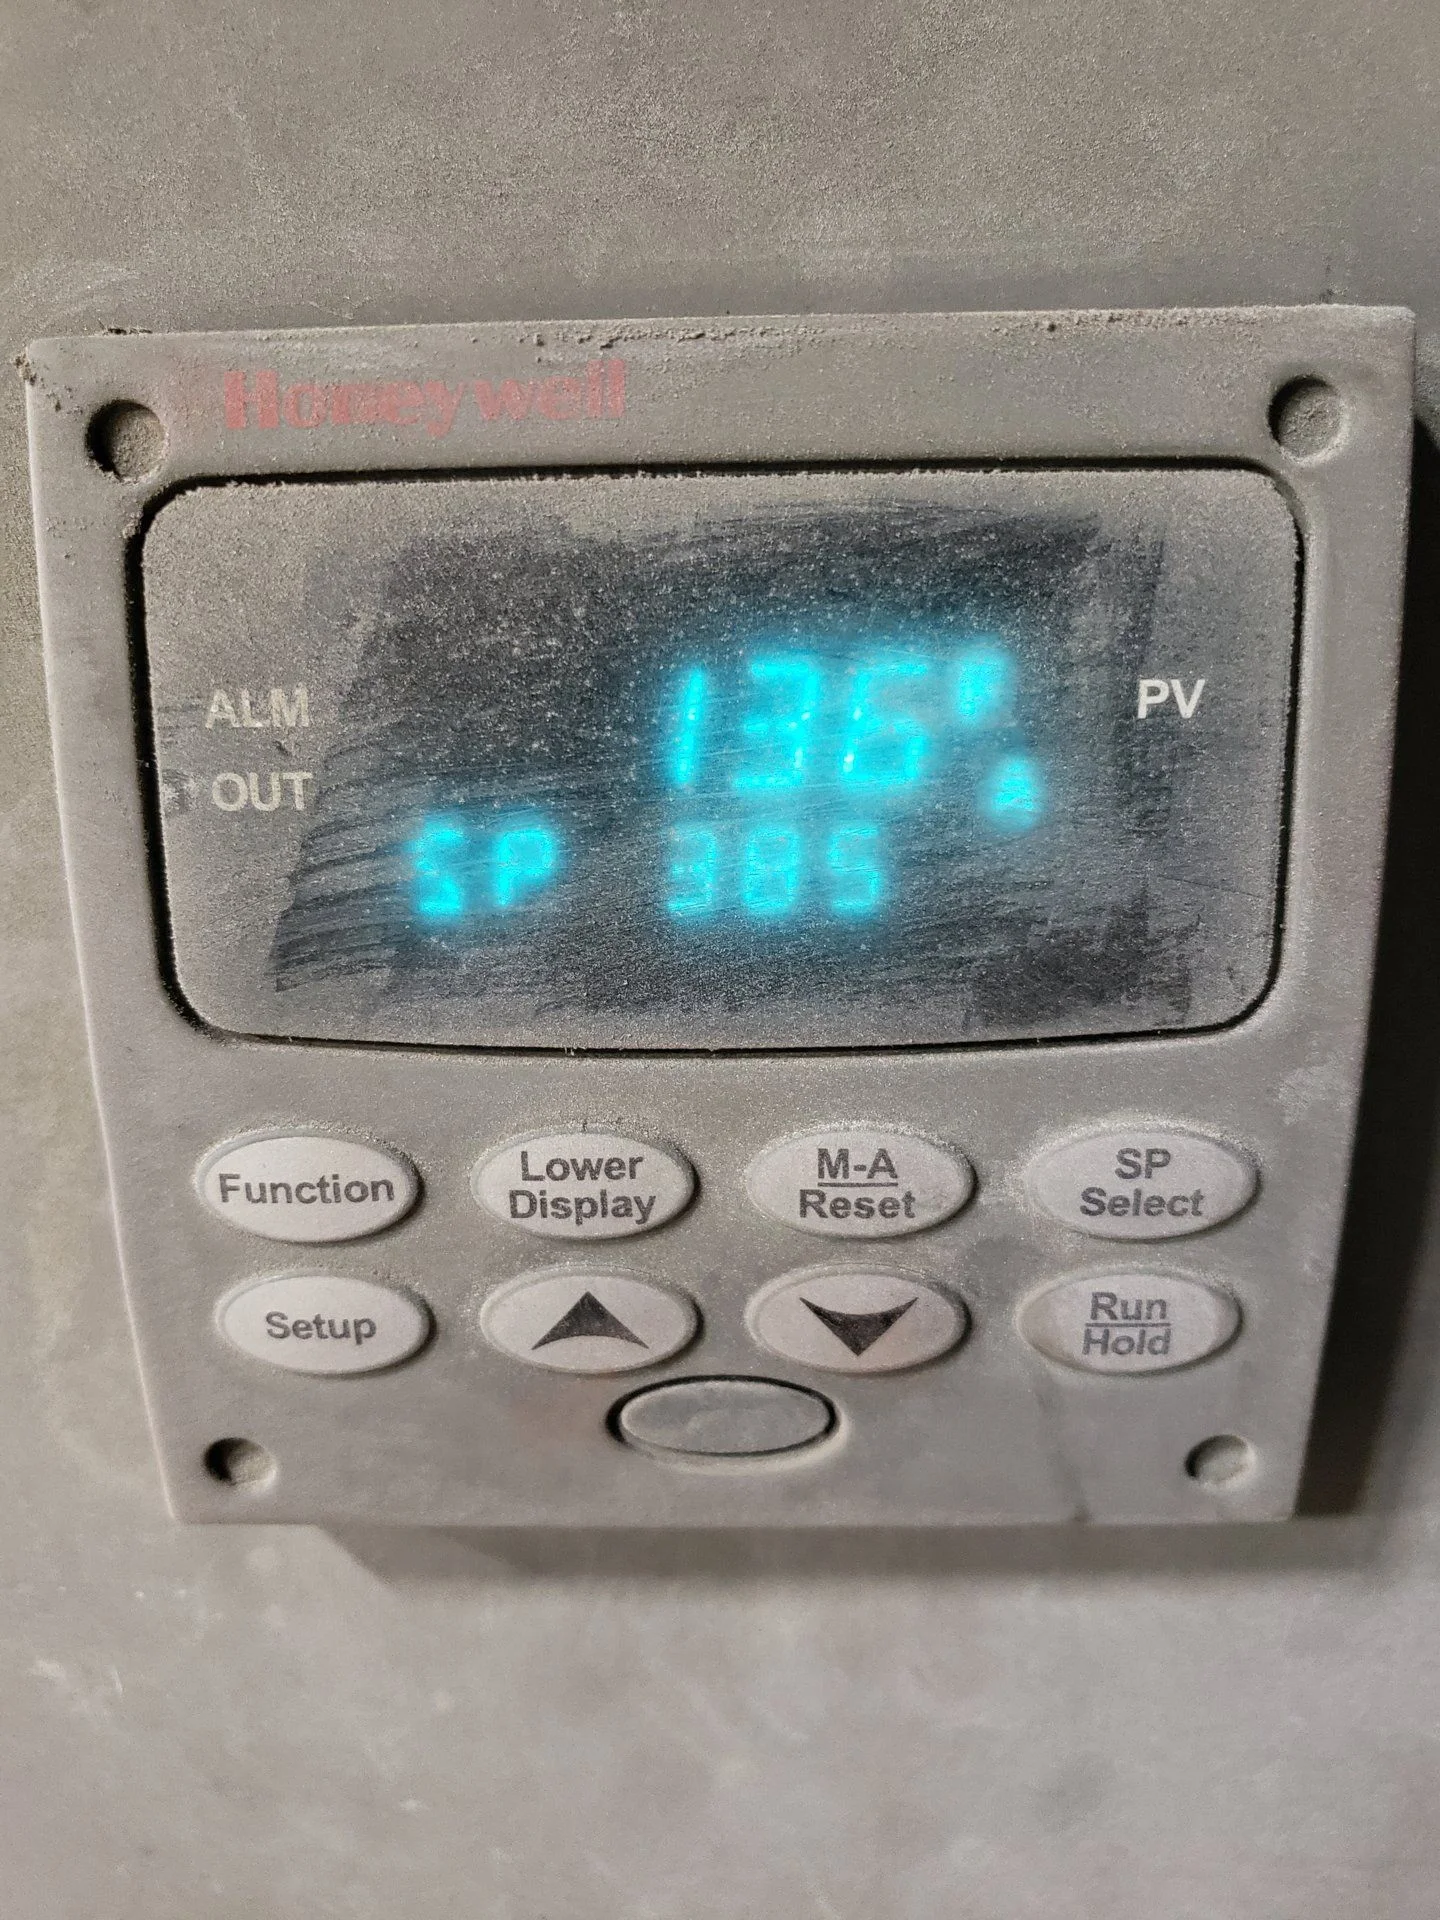 Honeywell
ALM 136 F PV
OUT A
SP 385
Function Lower Display M-A Reset SP Select
Setup Run Hold